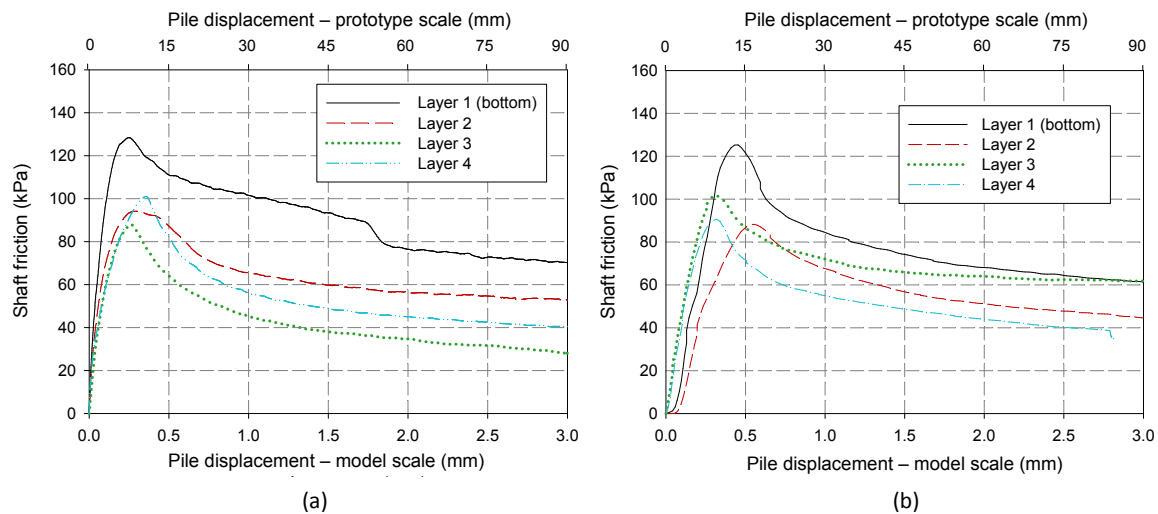 Pile displacement – prototype scale (mm)
0 15 30 45 60 75 90
160
140
120
100
80
60
40
20
0
Shaft friction (kPa)
Layer 1 (bottom)
Layer 2
Layer 3
Layer 4
0.0 0.5 1.0 1.5 2.0 2.5 3.0
Pile displacement – model scale (mm)
(a)
Pile displacement – prototype scale (mm)
0 15 30 45 60 75 90
160
140
120
100
80
60
40
20
0
Shaft friction (kPa)
Layer 1 (bottom)
Layer 2
Layer 3
Layer 4
0.0 0.5 1.0 1.5 2.0 2.5 3.0
Pile displacement – model scale (mm)
(b)